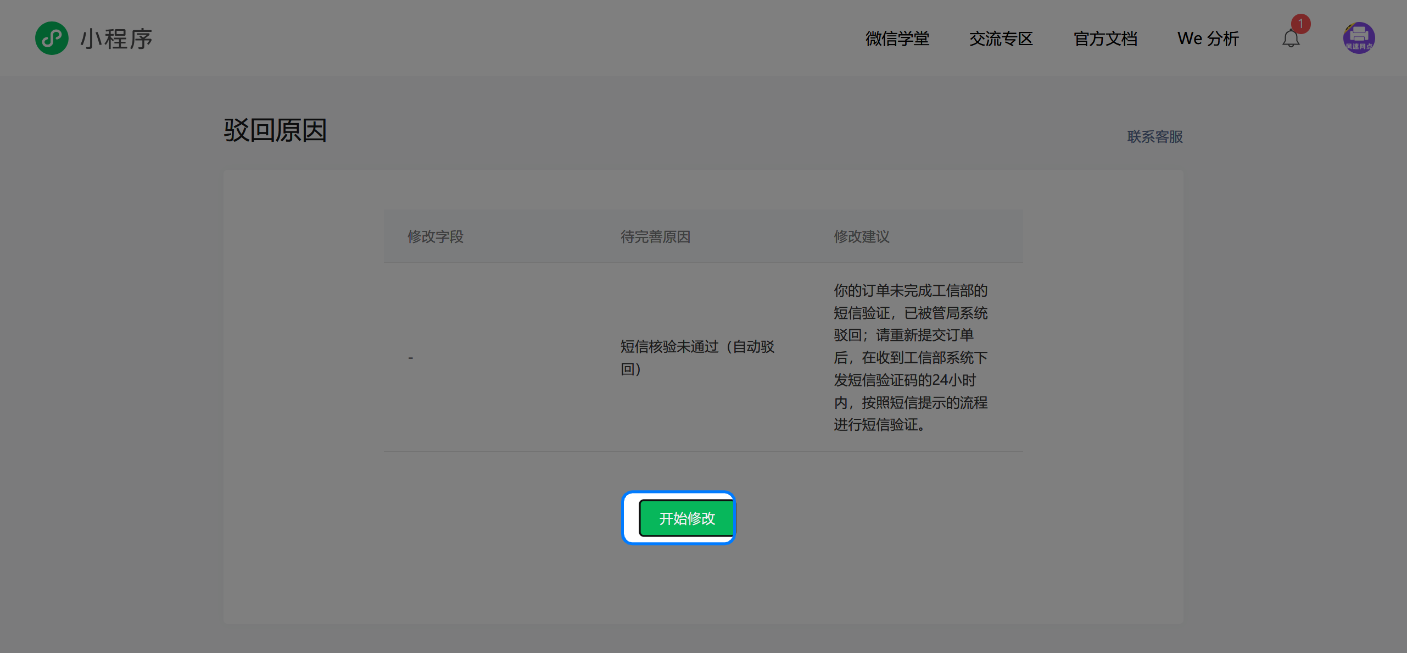 小程序
微信学堂
交流专区
官方文档
We 分析
1
驳回原因
联系客服
修改字段
待完善原因
修改建议
-
短信核验未通过（自动驳
回）
你的订单未完成工信部的
短信验证，已被管局系统
驳回；请重新提交订单
后，在收到工信部系统下
发短信验证码的24小时
内，按照短信提示的流程
进行短信验证。
开始修改